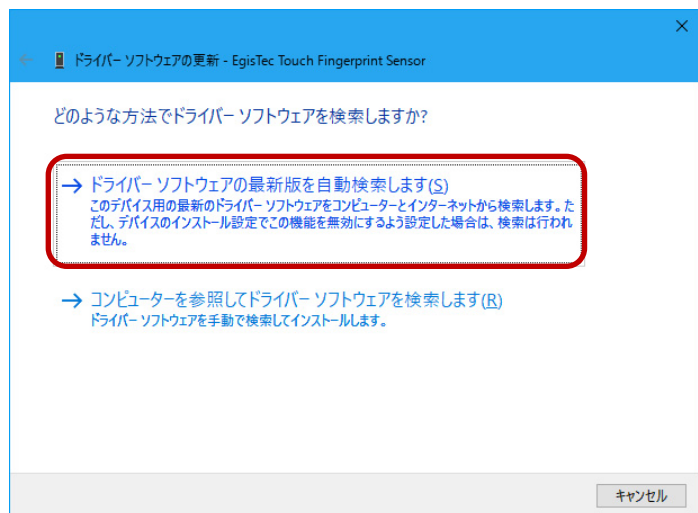 ドライバー ソフトウェアの更新 - EgisTec Touch Fingerprint Sensor
どのような方法でドライバー ソフトウェアを検索しますか?
→ ドライバー ソフトウェアの最新版を自動検索します(S)
このデバイス用の最新のドライバー ソフトウェアをコンピューターとインターネットから検索します。た
だし、デバイスのインストール設定でこの機能を無効にするよう設定した場合は、検索は行われ
ません。
→ コンピューターを参照してドライバー ソフトウェアを検索します(R)
ドライバー ソフトウェアを手動で検索してインストールします。
キャンセル